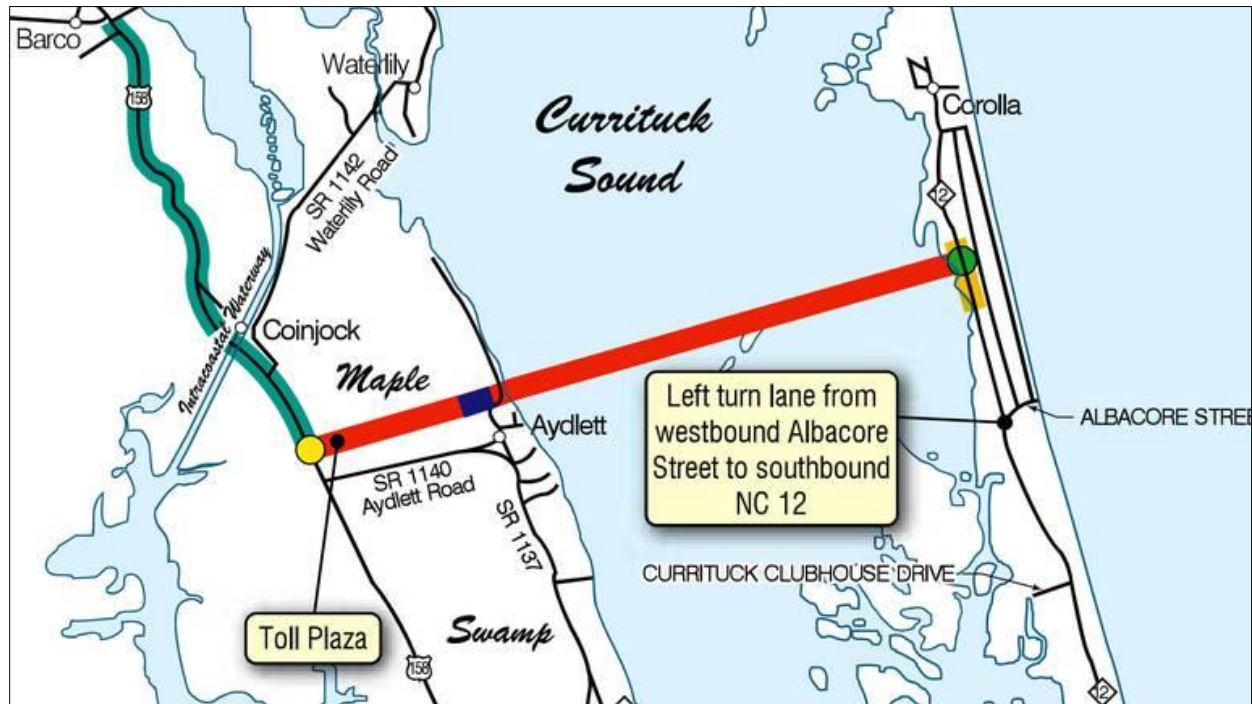 Barco
158
Waterlily
SR 1142
Waterlily Road
Currituck
Sound
Corolla
12
Intracoastal Waterway
Coinjock
Maple
Aydlett
SR 1140
Aydlett Road
SR 1137
Left turn lane from
westbound Albacore
Street to southbound
NC 12
ALBACORE STREE
CURRITUCK CLUBHOUSE DRIVE
Toll Plaza
Swamp
158
12